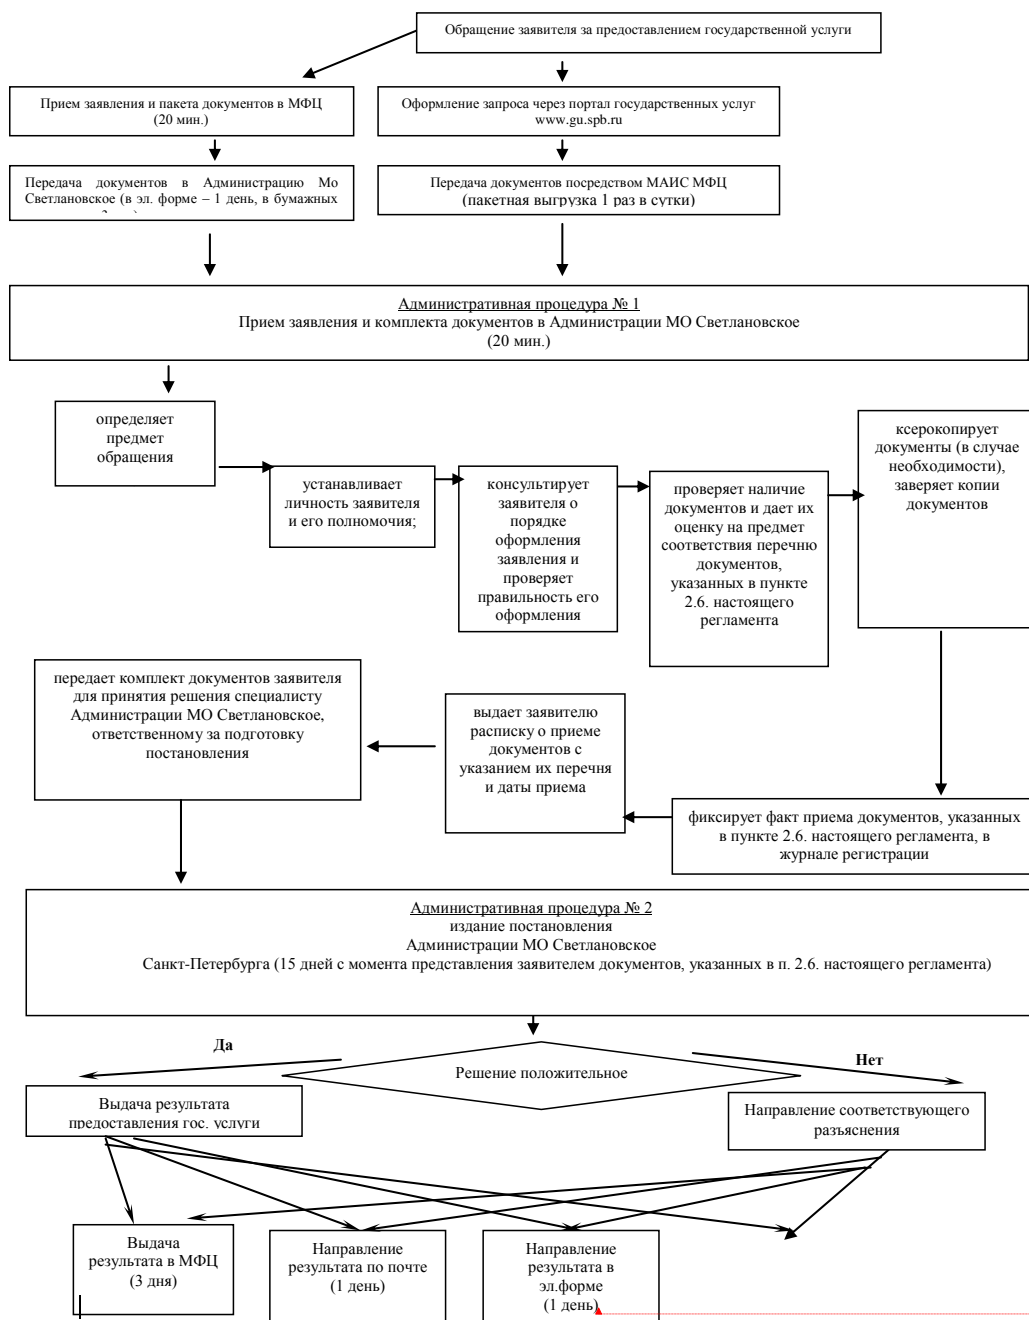 Обращение заявителя за предоставлением государственной услуги
Прием заявления и пакета документов в МФЦ
(20 мин.)
Оформление запроса через портал государственных услуг
www.gu.spb.ru
Передача документов в Администрацию Мо
Светлановское (в эл. форме – 1 день, в бумажных
Передача документов посредством МАИС МФЦ
(пакетная выгрузка 1 раз в сутки)
Административная процедура № 1
Прием заявления и комплекта документов в Администрации МО Светлановское
(20 мин.)
определяет
предмет
обращения
устанавливает
личность заявителя
и его полномочия;
консультирует
заявителя о
порядке
оформления
заявления и
проверяет
правильность его
оформления
проверяет наличие
документов и дает их
оценку на предмет
соответствия перечню
документов,
указанных в пункте
2.6. настоящего
регламента
ксерокопирует
документы (в случае
необходимости),
заверяет копии
документов
передает комплект документов заявителя
для принятия решения специалисту
Администрации МО Светлановское,
ответственному за подготовку
постановления
выдает заявителю
расписку о приеме
документов с
указанием их перечня
и даты приема
фиксирует факт приема документов, указанных
в пункте 2.6. настоящего регламента, в
журнале регистрации
Административная процедура № 2
издание постановления
Администрации МО Светлановское
Санкт-Петербурга (15 дней с момента представления заявителем документов, указанных в п. 2.6. настоящего регламента)
Да
Решение положительное
Нет
Выдача результата
предоставления гос. услуги
Направление соответствующего
разъяснения
Выдача
результата в МФЦ
(3 дня)
Направление
результата по почте
(1 день)
Направление
результата в
эл.форме
(1 день)